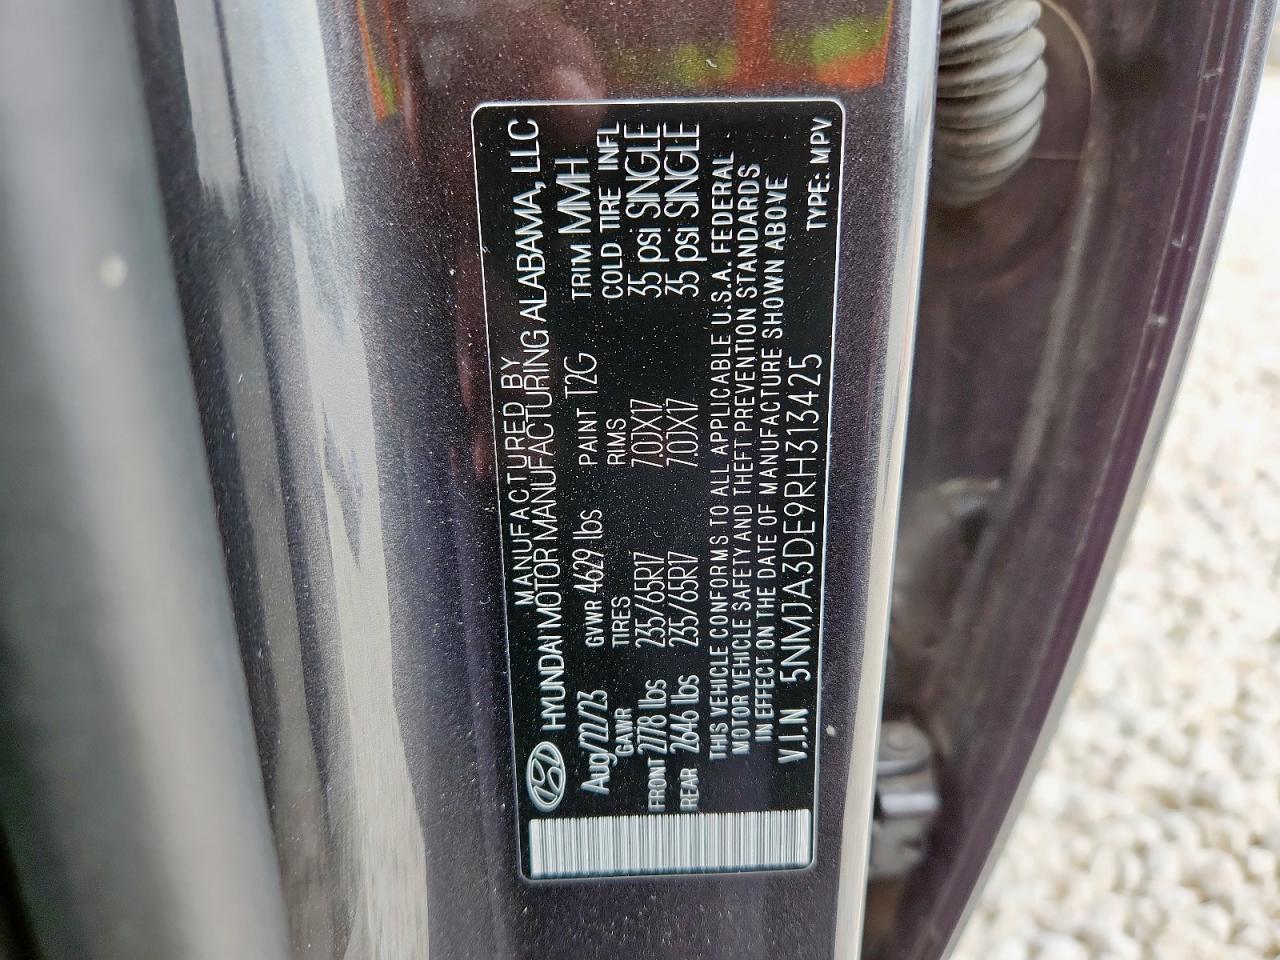 MANUFACTURED BY
HYUNDAI MOTOR MANUFACTURING ALABAMA, LLC
Aug/22/23 GVWR 4629 lbs PAINT T2G TRIM MMH
GAWR TIRES RIMS COLD TIRE INFL
FRONT 2778 lbs 235/65R17 7.0JX17 35 psi SINGLE
REAR 2646 lbs 235/65R17 7.0JX17 35 psi SINGLE
THIS VEHICLE CONFORMS TO ALL APPLICABLE U.S.A. FEDERAL
MOTOR VEHICLE SAFETY AND THEFT PREVENTION STANDARDS
IN EFFECT ON THE DATE OF MANUFACTURE SHOWN ABOVE
V.I.N 5NMJA3DE9RH313425 TYPE: MPV